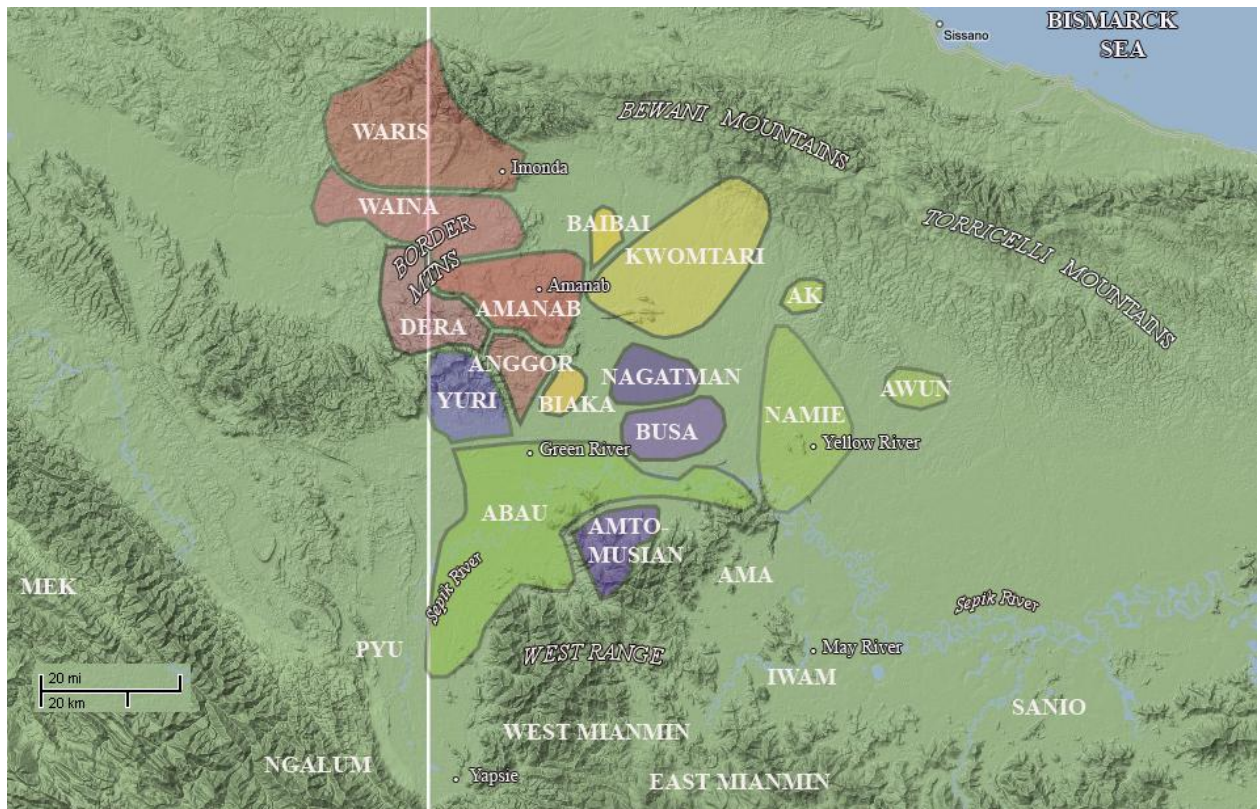 BISMARCK
SEA
Sissano
BEWANI MOUNTAINS
WARIS
Imonda
WAINA
BAIBAI
TORRICELLI MOUNTAINS
BORDER
MTNS
KWOMTARI
Amanab
AK
AMANAB
DERA
ANGGOR
NAGATMAN
AWUN
YURI
BIAKA
NAMIE
BUSA
Green River
Yellow River
ABAU
AMTO-
MUSIAN
AMA
MEK
Sepik River
Sepik River
PYU
WEST RANGE
May River
20 mi
20 km
IWAM
SANIO
WEST MIANMIN
NGALUM
Yapsie
EAST MIANMIN